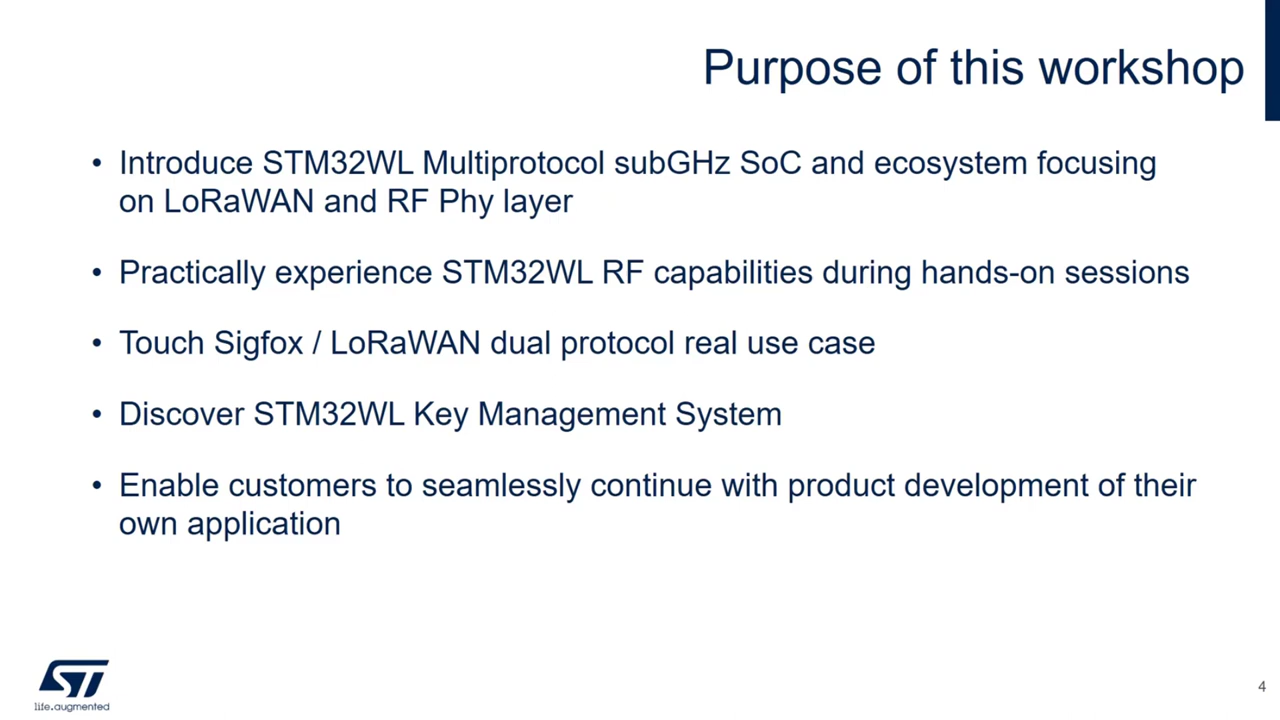 Purpose of this workshop
• Introduce STM32WL Multiprotocol subGHz SoC and ecosystem focusing
on LoRaWAN and RF Phy layer
• Practically experience STM32WL RF capabilities during hands-on sessions
• Touch Sigfox / LoRaWAN dual protocol real use case
• Discover STM32WL Key Management System
• Enable customers to seamlessly continue with product development of their
own application
ST
life.augmented
4